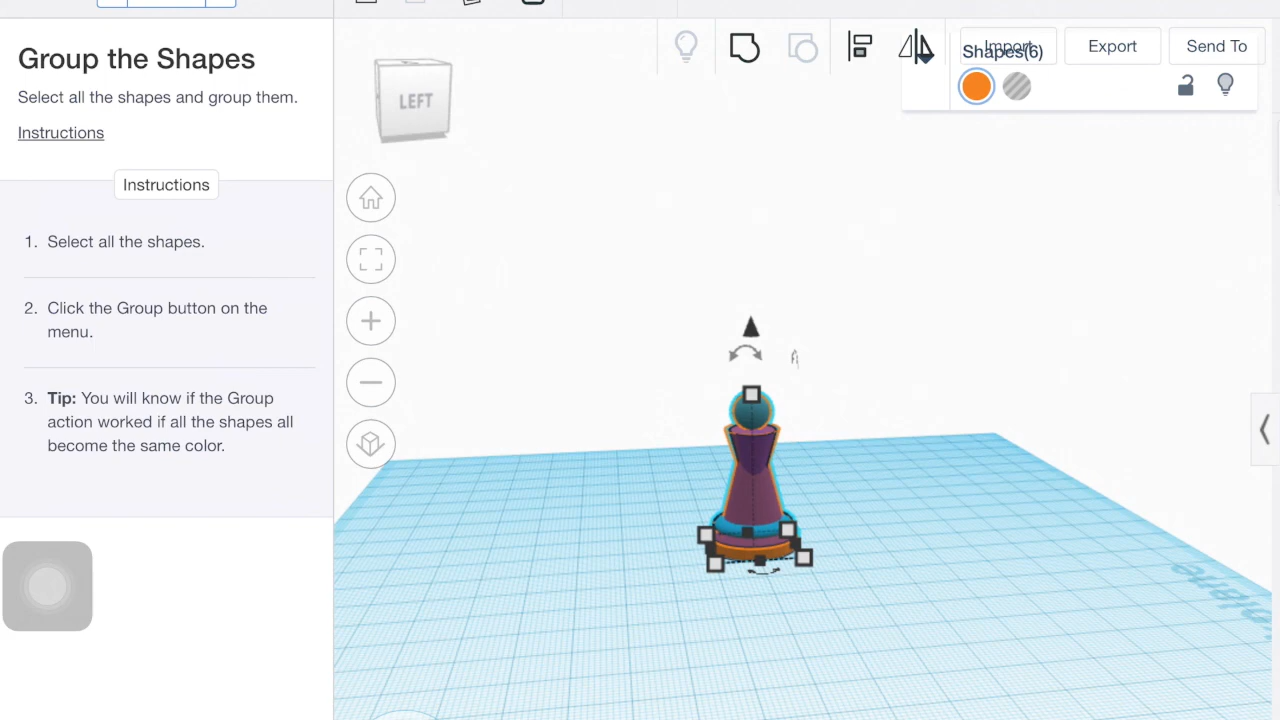 Group the Shapes
Select all the shapes and group them.
Instructions
Instructions
1. Select all the shapes.
2. Click the Group button on the
menu.
3. Tip: You will know if the Group
action worked if all the shapes all
become the same color.
LEFT
Import
Shapes(6)
Export
Send To